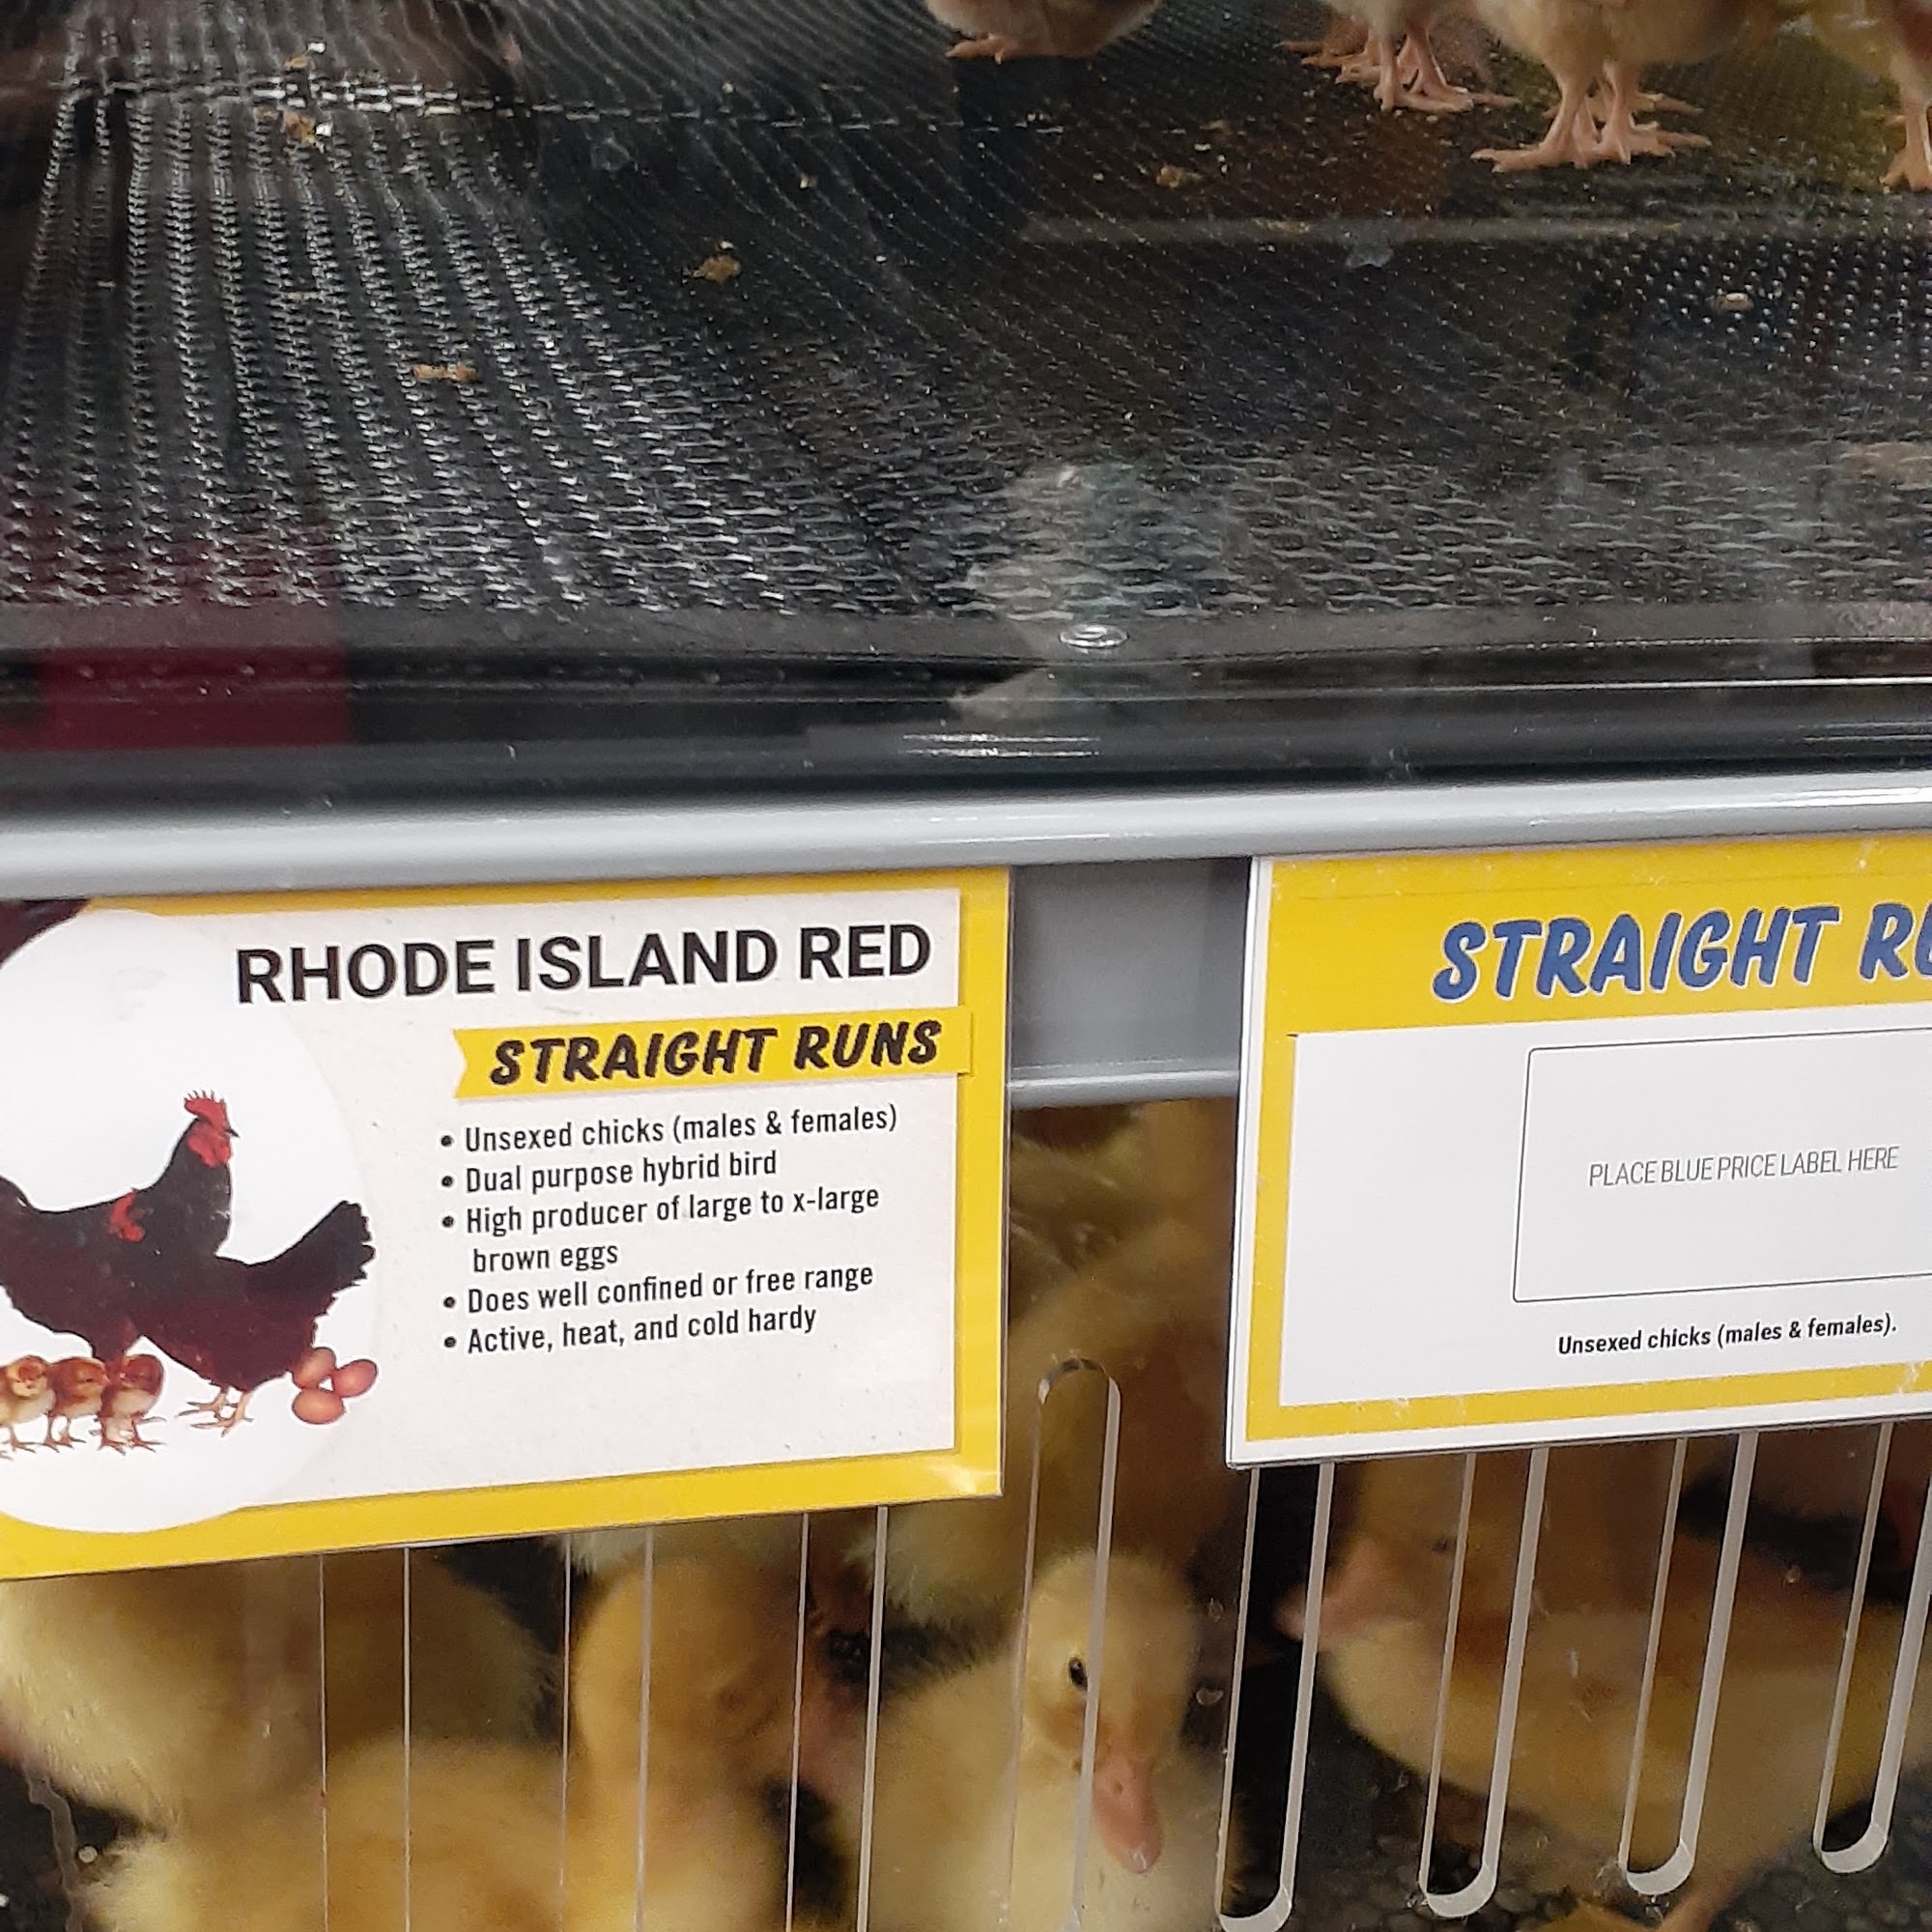 RHODE ISLAND RED
STRAIGHT RUNS
• Unsexed chicks (males & females)
• Dual purpose hybrid bird
• High producer of large to x-large
brown eggs
• Does well confined or free range
• Active, heat, and cold hardy
STRAIGHT RU
PLACE BLUE PRICE LABEL HERE
Unsexed chicks (males & females).